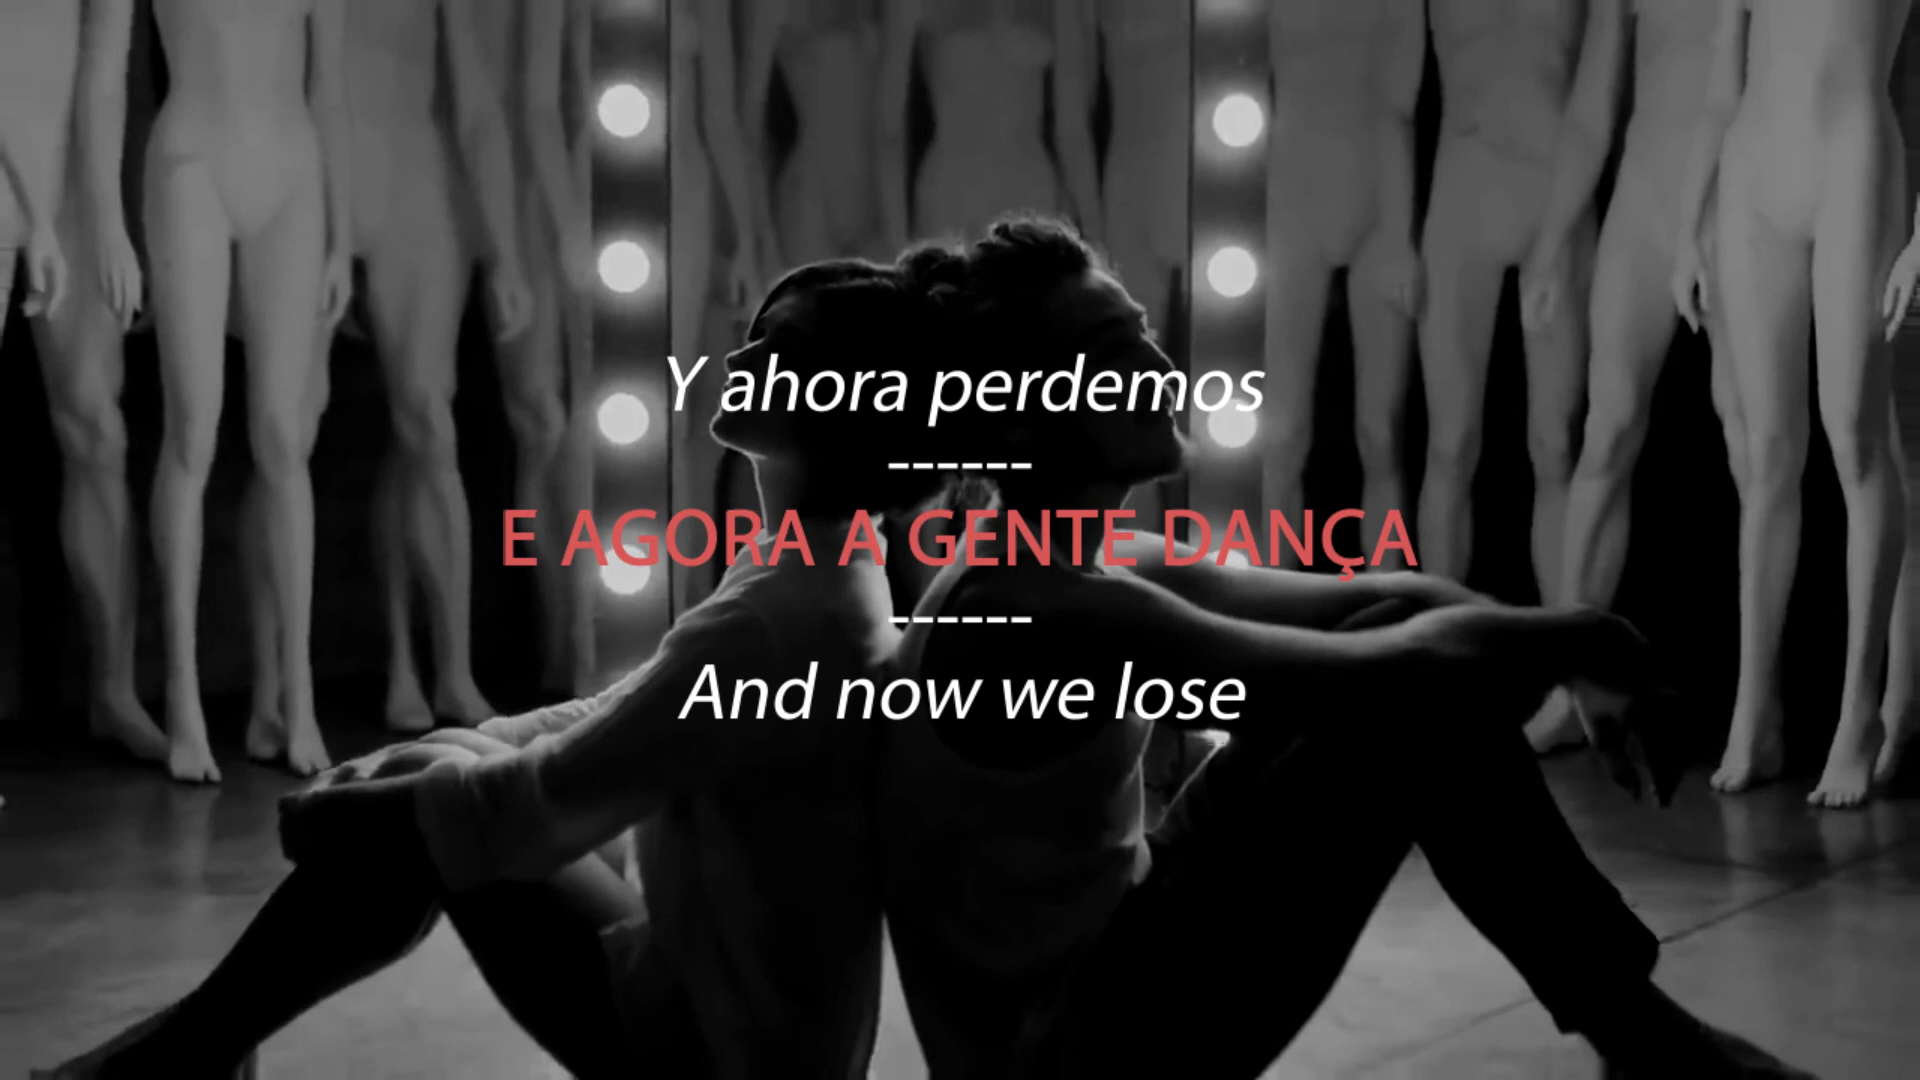 Y ahora perdemos
------
E AGORA A GENTE DANÇA
------
And now we lose